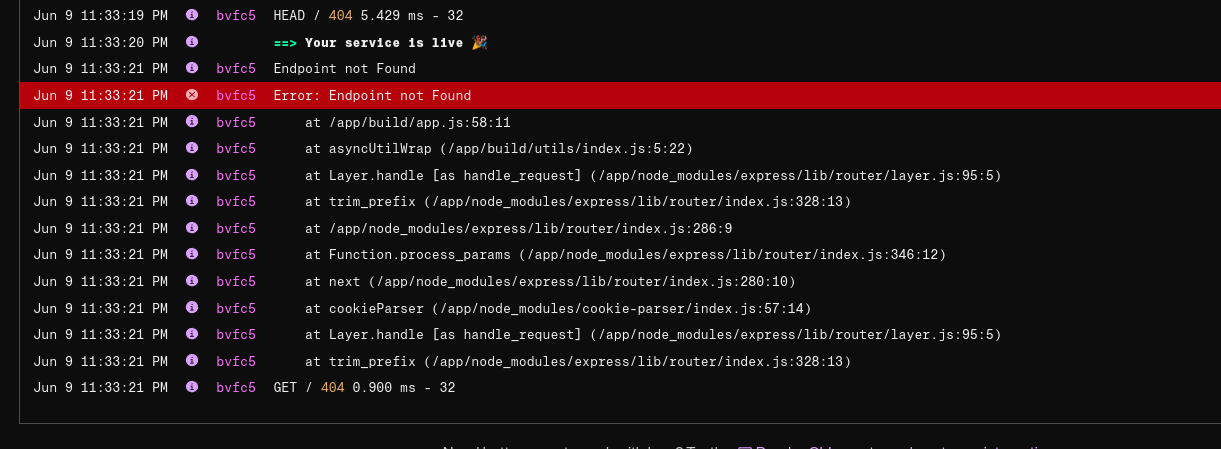 Jun 9 11:33:19 PM bvfc5 HEAD / 404 5.429 ms - 32
Jun 9 11:33:20 PM ==> Your service is live 🎉
Jun 9 11:33:21 PM bvfc5 Endpoint not Found
Jun 9 11:33:21 PM bvfc5 Error: Endpoint not Found
Jun 9 11:33:21 PM bvfc5 at /app/build/app.js:58:11
Jun 9 11:33:21 PM bvfc5 at asyncUtilWrap (/app/build/utils/index.js:5:22)
Jun 9 11:33:21 PM bvfc5 at Layer.handle [as handle_request] (/app/node_modules/express/lib/router/layer.js:95:5)
Jun 9 11:33:21 PM bvfc5 at trim_prefix (/app/node_modules/express/lib/router/index.js:328:13)
Jun 9 11:33:21 PM bvfc5 at /app/node_modules/express/lib/router/index.js:286:9
Jun 9 11:33:21 PM bvfc5 at Function.process_params (/app/node_modules/express/lib/router/index.js:346:12)
Jun 9 11:33:21 PM bvfc5 at next (/app/node_modules/express/lib/router/index.js:280:10)
Jun 9 11:33:21 PM bvfc5 at cookieParser (/app/node_modules/cookie-parser/index.js:57:14)
Jun 9 11:33:21 PM bvfc5 at Layer.handle [as handle_request] (/app/node_modules/express/lib/router/layer.js:95:5)
Jun 9 11:33:21 PM bvfc5 at trim_prefix (/app/node_modules/express/lib/router/index.js:328:13)
Jun 9 11:33:21 PM bvfc5 GET / 404 0.900 ms - 32